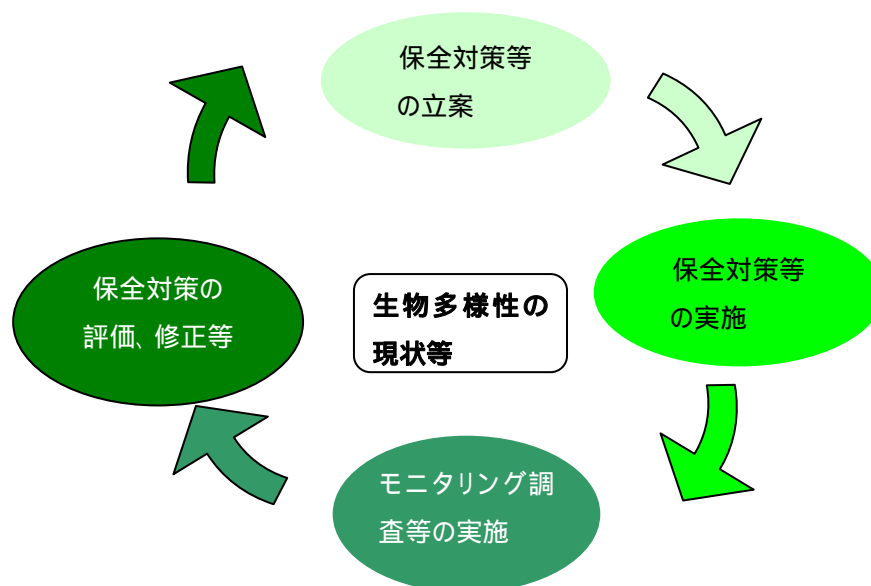 保全対策等
の立案
保全対策等
の実施
モニタリング調
査等の実施
保全対策の
評価、修正等
生物多様性の
現状等